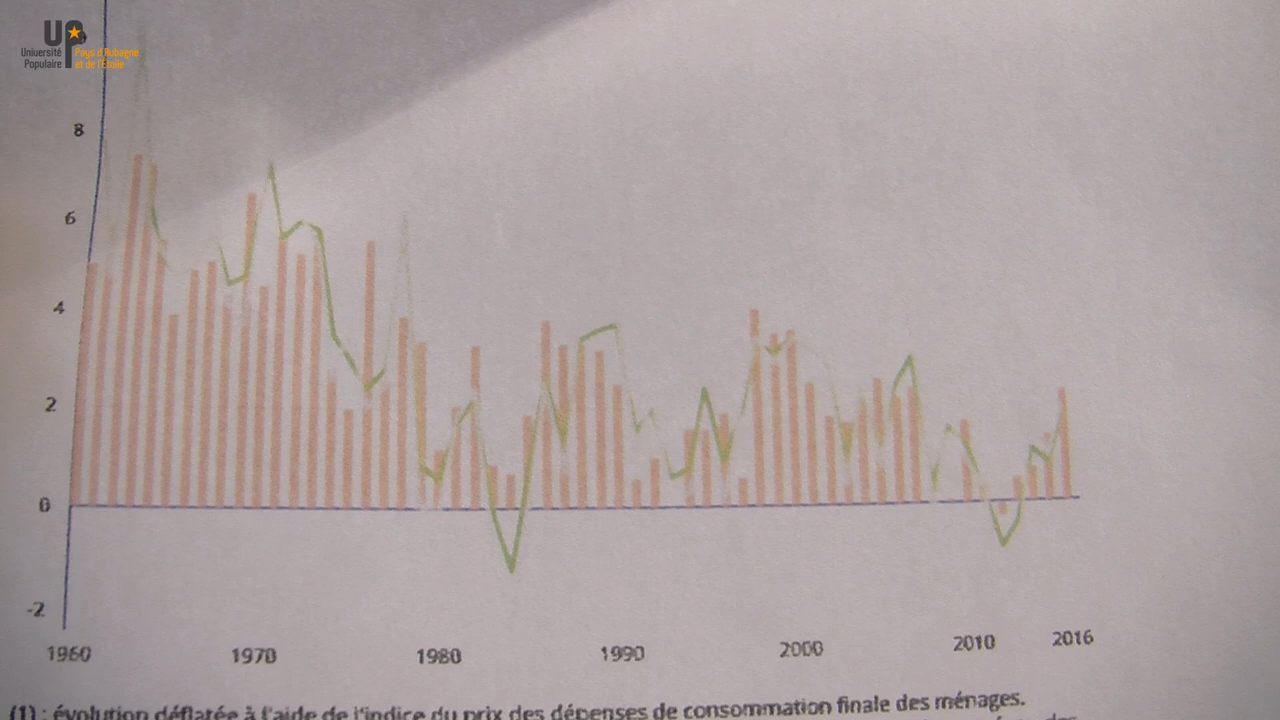 UP
Université Pays d'Aubagne
Populaire et de l'Étoile
8
6
4
2
0
-2
1960 1970 1980 1990 2000 2010 2016
(1) : évolution déflatée à l'aide de l'indice du prix des dépenses de consommation finale des ménages.